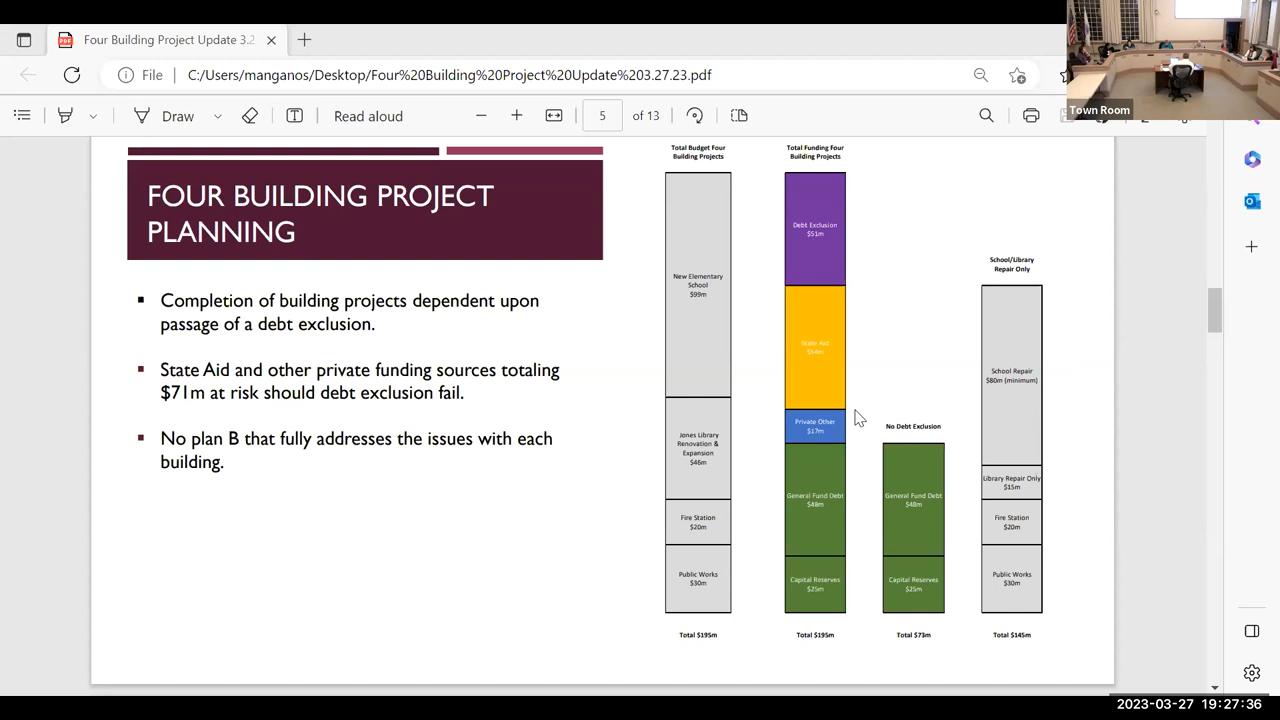 Four Building Project Update 3.2
File
C:/Users/manganos/Desktop/Four%20Building%20Project%20Update%203.27.23.pdf
Draw
Read aloud
5
of 13
Town Room
FOUR BUILDING PROJECT
PLANNING
Completion of building projects dependent upon
passage of a debt exclusion.
State Aid and other private funding sources totaling
$71m at risk should debt exclusion fail.
No plan B that fully addresses the issues with each
building.
Total Budget Four
Building Projects
New Elementary
School
$99m
Jones Library
Renovation &
Expansion
$46m
Fire Station
$20m
Public Works
$30m
Total $195m
Total Funding Four
Building Projects
Debt Exclusion
$51m
State Aid
$54m
Private Other
$17m
General Fund Debt
$48m
Capital Reserves
$25m
Total $195m
No Debt Exclusion
General Fund Debt
$48m
Capital Reserves
$25m
Total $73m
School/Library
Repair Only
School Repair
$80m (minimum)
Library Repair Only
$15m
Fire Station
$20m
Public Works
$30m
Total $145m
2023-03-27 19:27:36